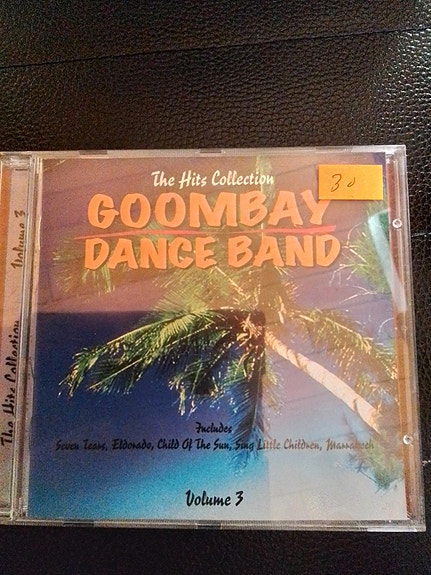 The Hits Collection
GOOMBAY
DANCE BAND
30
Includes
Seven Tears, Eldorado, Child Of The Sun, Sing Little Children, Marrakech
Volume 3
The Hits Collection Volume 3